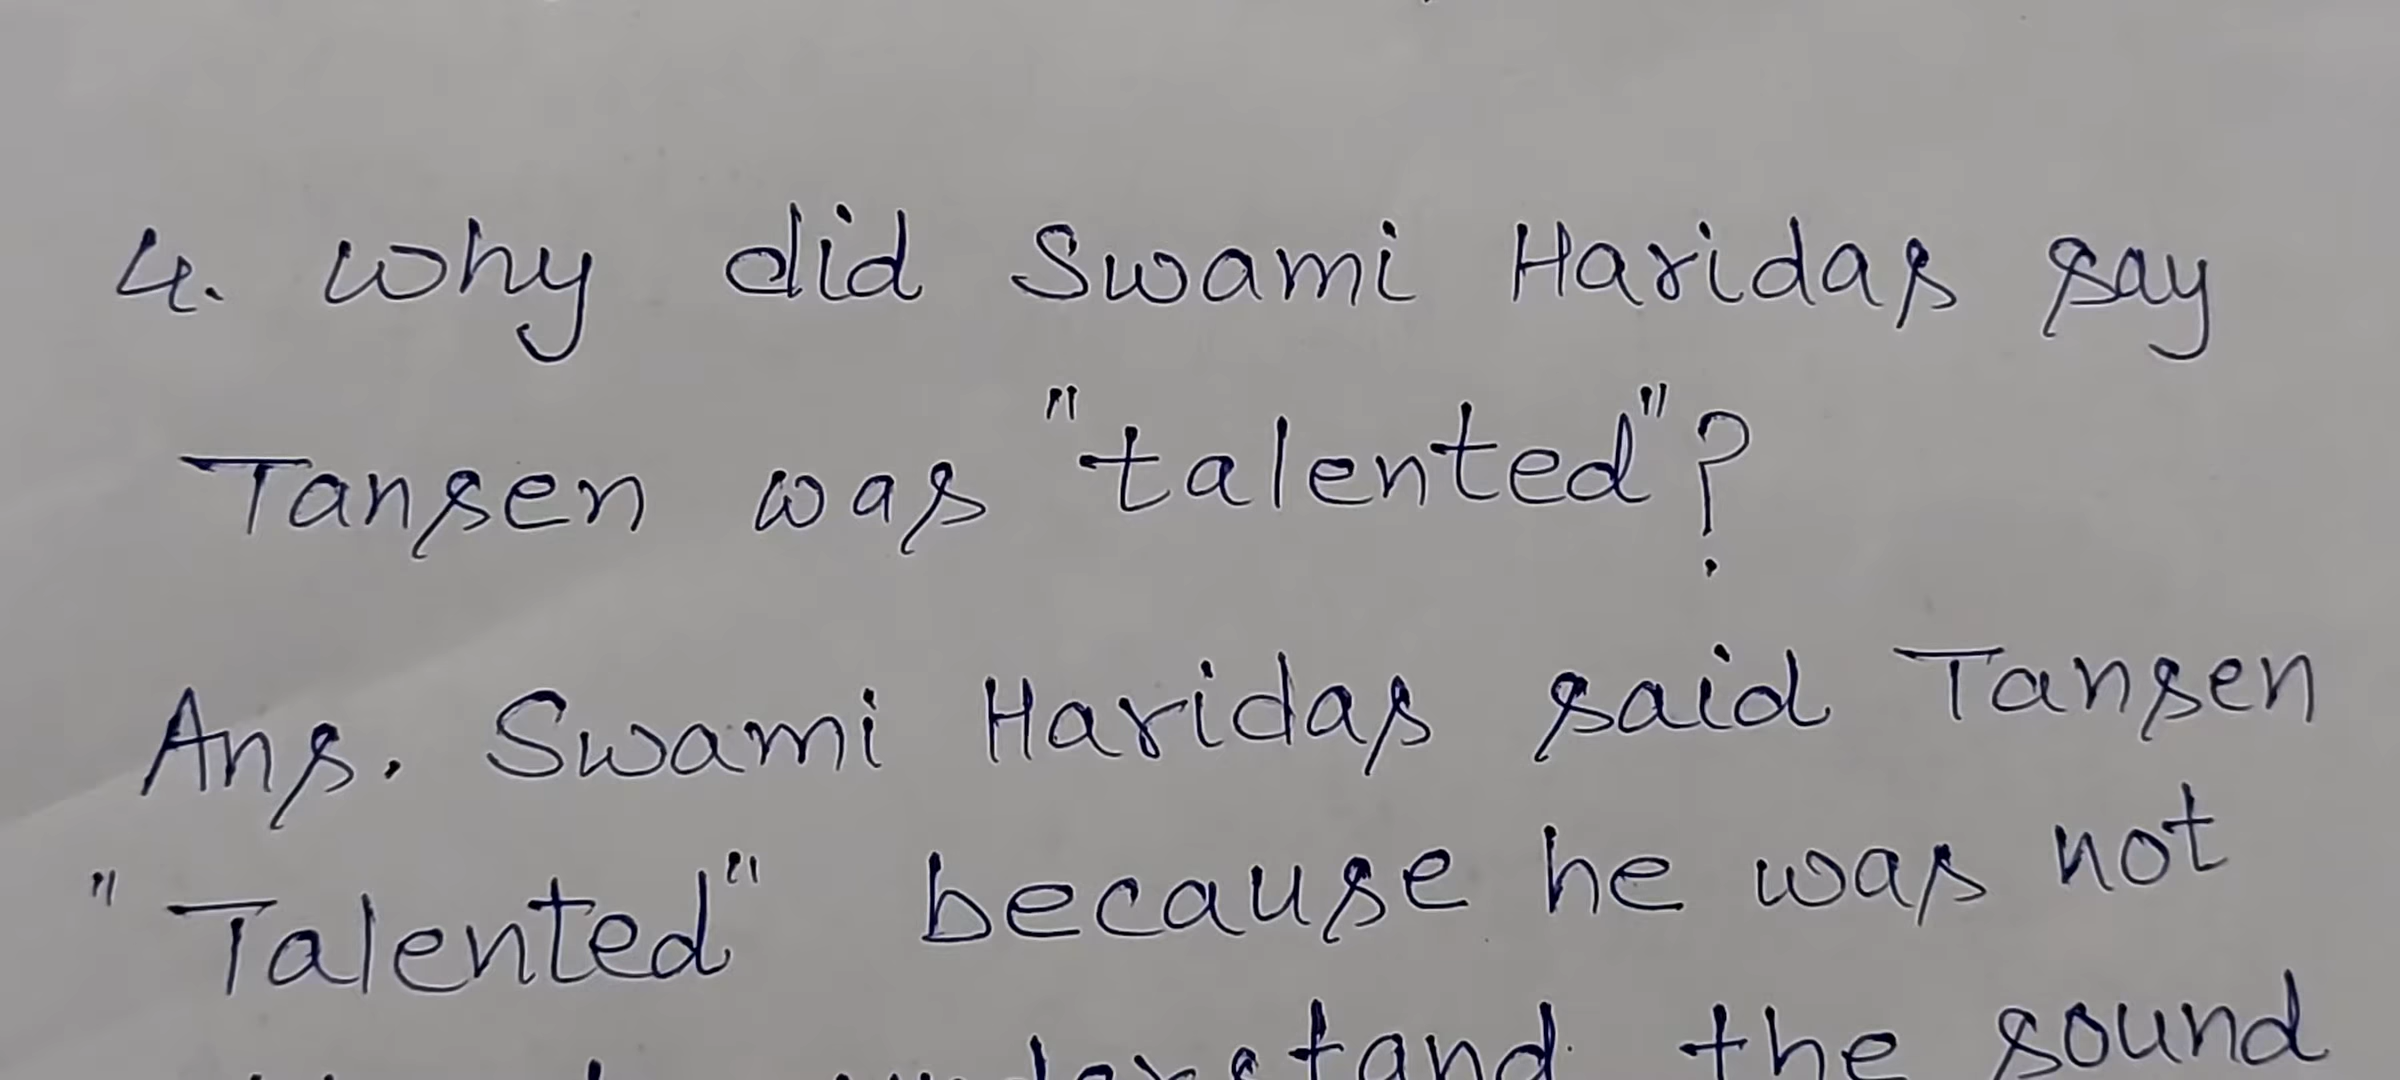 4. Why did Swami Haridas say
Tansen was "talented"?
Ans. Swami Haridas said Tansen
"Talented" because he was not
understand the sound